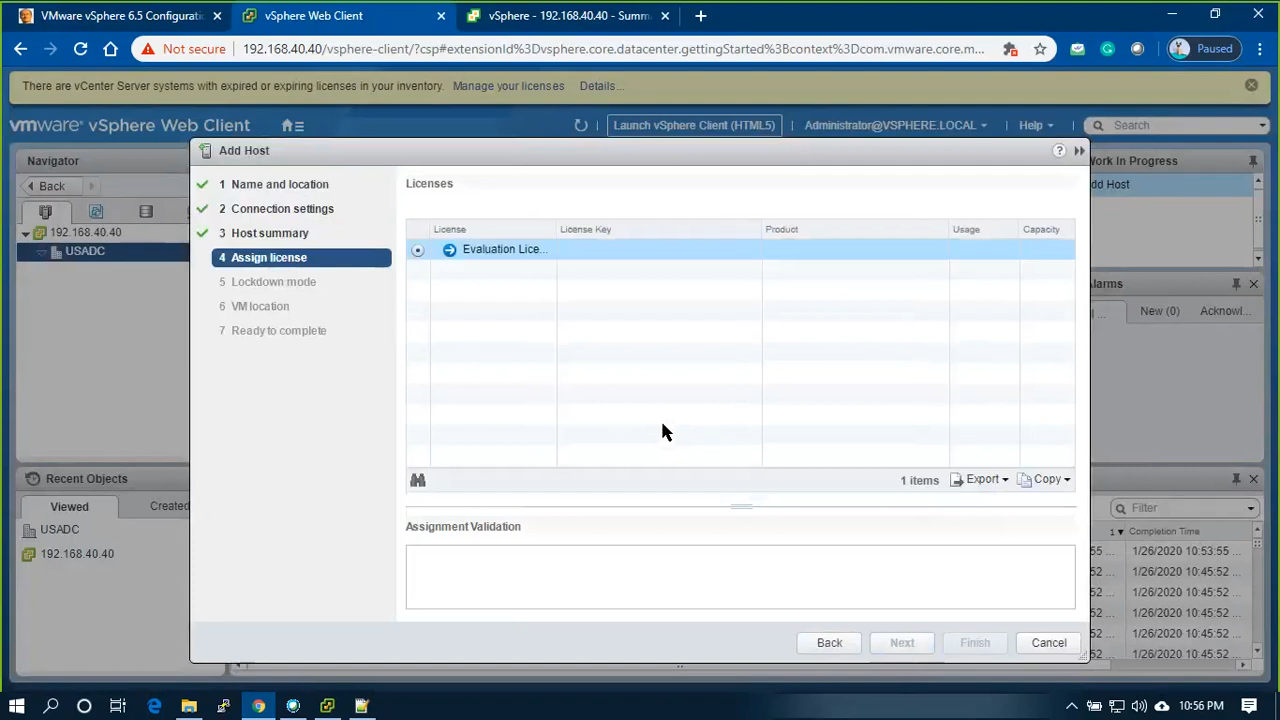 VMware vSphere 6.5 Configurati
vSphere Web Client
vSphere - 192.168.40.40 - Summ
Not secure
192.168.40.40/vsphere-client/?csp#extensionId%3Dvsphere.core.datacenter.gettingStarted%3Bcontext%3Dcom.vmware.core.m...
Paused
There are vCenter Server systems with expired or expiring licenses in your inventory. Manage your licenses Details...
vmware® vSphere Web Client
Launch vSphere Client (HTML5)
Administrator@VSPHERE.LOCAL
Help
Search
Navigator
Back
192.168.40.40
USADC
Recent Objects
Viewed
Created
USADC
192.168.40.40
Add Host
1 Name and location
2 Connection settings
3 Host summary
4 Assign license
5 Lockdown mode
6 VM location
7 Ready to complete
Licenses
License License Key Product Usage Capacity
Evaluation Lice...
1 items Export Copy
Assignment Validation
Back Next Finish Cancel
Work In Progress
Add Host
Alarms
New (0) Acknowl...
Filter
1 Completion Time
55 ... 1/26/2020 10:53:55 ...
52 ... 1/26/2020 10:45:52 ...
52 ... 1/26/2020 10:45:52 ...
52 ... 1/26/2020 10:45:52 ...
52 ... 1/26/2020 10:45:52 ...
52 ... 1/26/2020 10:45:52 ...
10:56 PM